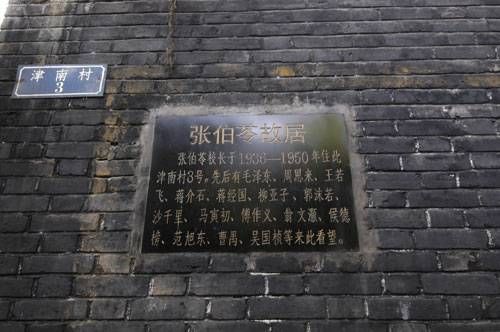 津南村
3
张伯苓故居
张伯苓校长于1936—1950年住此
津南村3号。先后有毛泽东、周恩来、王若
飞、蒋介石、蒋经国、柳亚子、郭沫若、
沙千里、马寅初、傅作义、翁文灏、侯德
榜、范旭东、曹禺、吴国桢等来此看望。